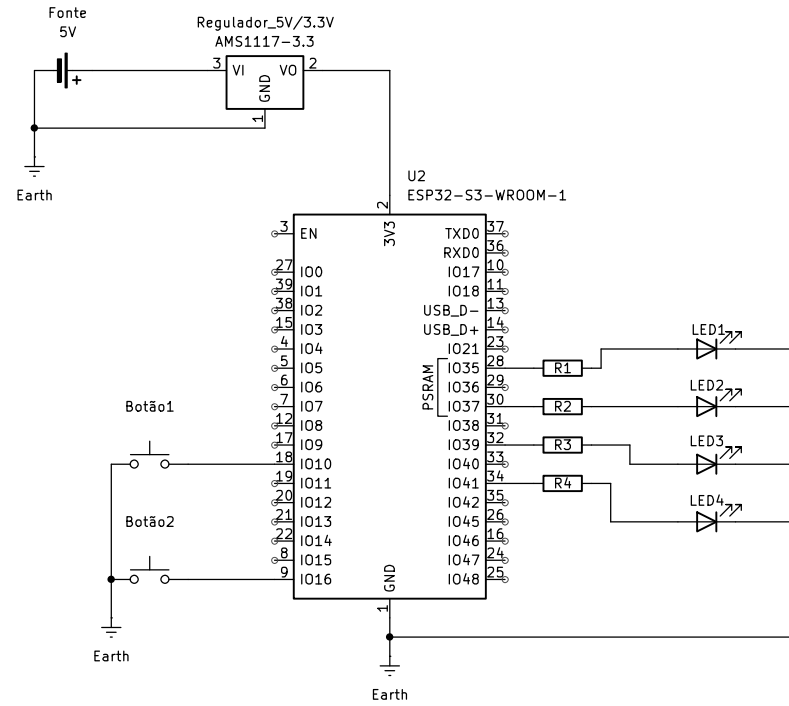 Fonte
5V
Regulador_5V/3.3V
AMS1117-3.3
3 VI VO 2
GND
1
+
Earth
U2
ESP32-S3-WROOM-1
2
3V3
3 EN
27 IO0
39 IO1
38 IO2
15 IO3
4 IO4
5 IO5
6 IO6
7 IO7
12 IO8
17 IO9
18 IO10
19 IO11
20 IO12
21 IO13
22 IO14
8 IO15
9 IO16
TXD0 37
RXD0 36
IO17 10
IO18 11
USB_D- 13
USB_D+ 14
IO21 23
IO35 28
IO36 29
IO37 30
IO38 31
IO39 32
IO40 33
IO41 34
IO42 35
IO45 26
IO46 16
IO47 24
IO48 25
PSRAM
GND
1
Earth
Botão1
Botão2
Earth
R1
R2
R3
R4
LED1
LED2
LED3
LED4